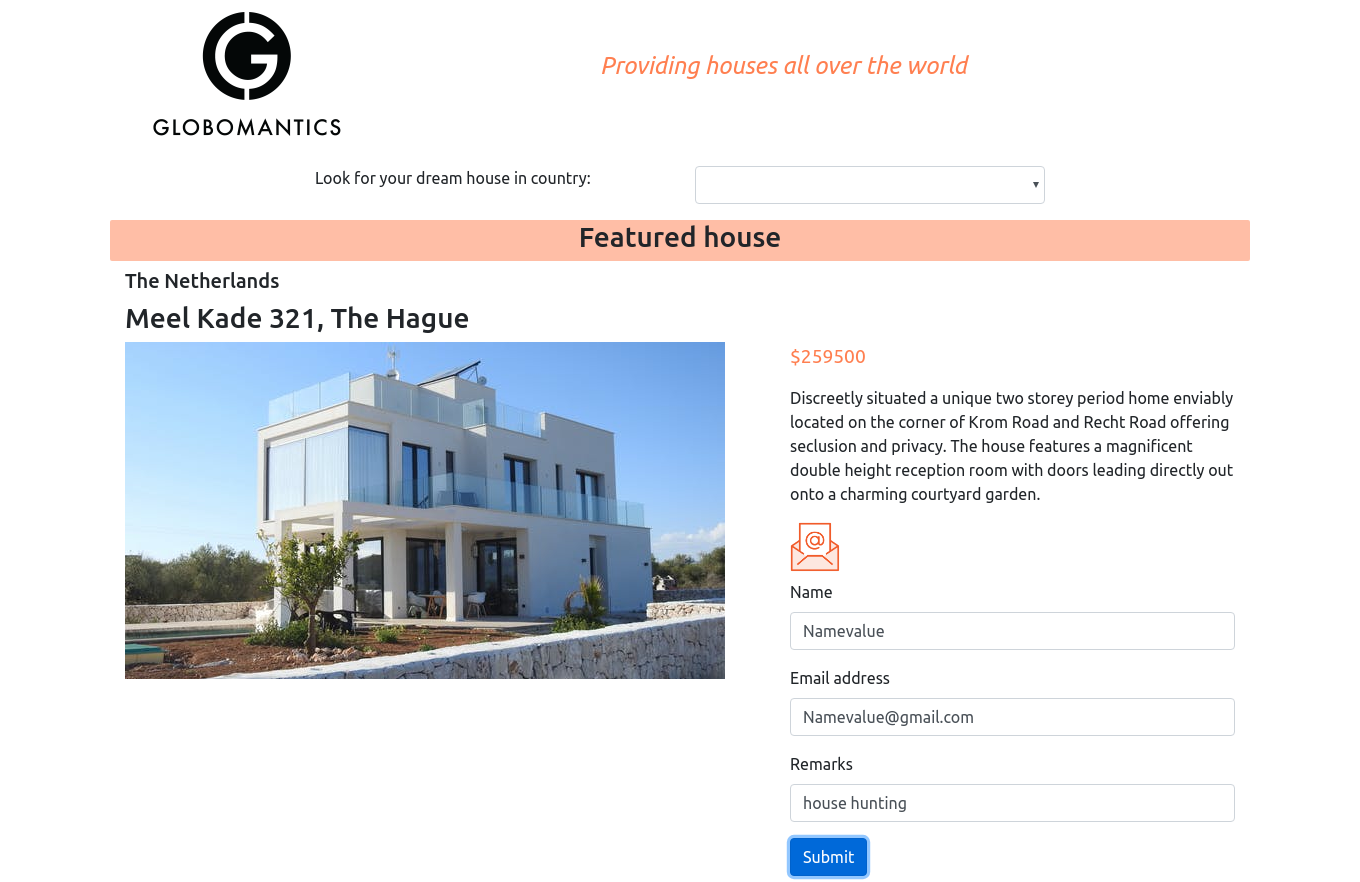 Providing houses all over the world
GLOBOMANTICS
Look for your dream house in country:
Featured house
The Netherlands
Meel Kade 321, The Hague
$259500
Discreetly situated a unique two storey period home enviably
located on the corner of Krom Road and Recht Road offering
seclusion and privacy. The house features a magnificent
double height reception room with doors leading directly out
onto a charming courtyard garden.
@
Name
Namevalue
Email address
Namevalue@gmail.com
Remarks
house hunting
Submit